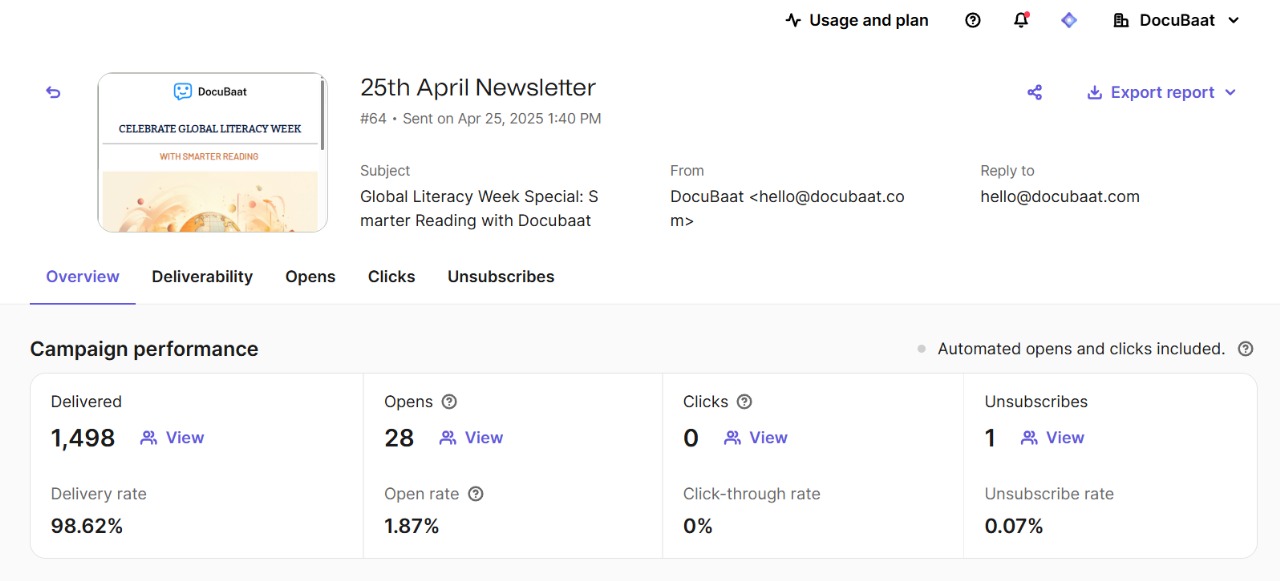 Usage and plan
DocuBaat
DocuBaat
CELEBRATE GLOBAL LITERACY WEEK
WITH SMARTER READING
25th April Newsletter
#64 • Sent on Apr 25, 2025 1:40 PM
Export report
Subject
Global Literacy Week Special: S
marter Reading with Docubaat
From
DocuBaat <hello@docubaat.co
m>
Reply to
hello@docubaat.com
Overview
Deliverability
Opens
Clicks
Unsubscribes
Campaign performance
Automated opens and clicks included.
Delivered
1,498
View
Delivery rate
98.62%
Opens
28
View
Open rate
1.87%
Clicks
0
View
Click-through rate
0%
Unsubscribes
1
View
Unsubscribe rate
0.07%